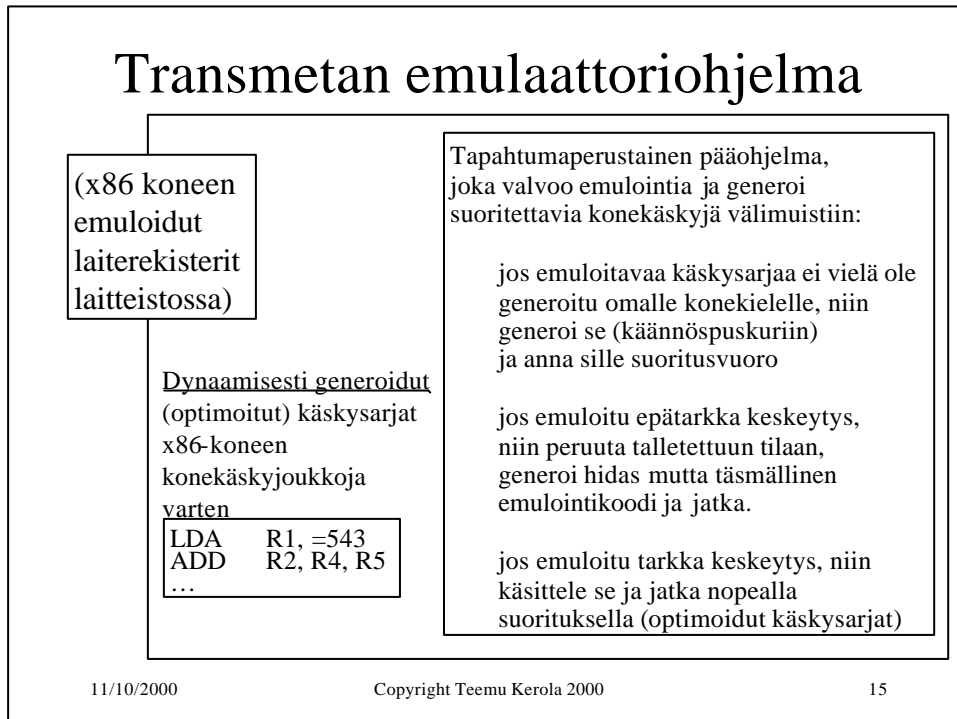 Transmetan emulaattoriohjelma
(x86 koneen
emuloidut
laiterekisterit
laitteistossa)
Dynaamisesti generoidut
(optimoitut) käskysarjat
x86-koneen
konekäskyjoukkoja
varten
LDA R1, =543
ADD R2, R4, R5
…
Tapahtumaperustainen pääohjelma,
joka valvoo emulointia ja generoi
suoritettavia konekäskyjä välimuistiin:
jos emuloitavaa käskysarjaa ei vielä ole
generoitu omalle konekielelle, niin
generoi se (käännöspuskuriin)
ja anna sille suoritusvuoro
jos emuloitu epätarkka keskeytys,
niin peruuta talletettuun tilaan,
generoi hidas mutta täsmällinen
emulointikoodi ja jatka.
jos emuloitu tarkka keskeytys, niin
käsittele se ja jatka nopealla
suorituksella (optimoidut käskysarjat)
11/10/2000 Copyright Teemu Kerola 2000 15